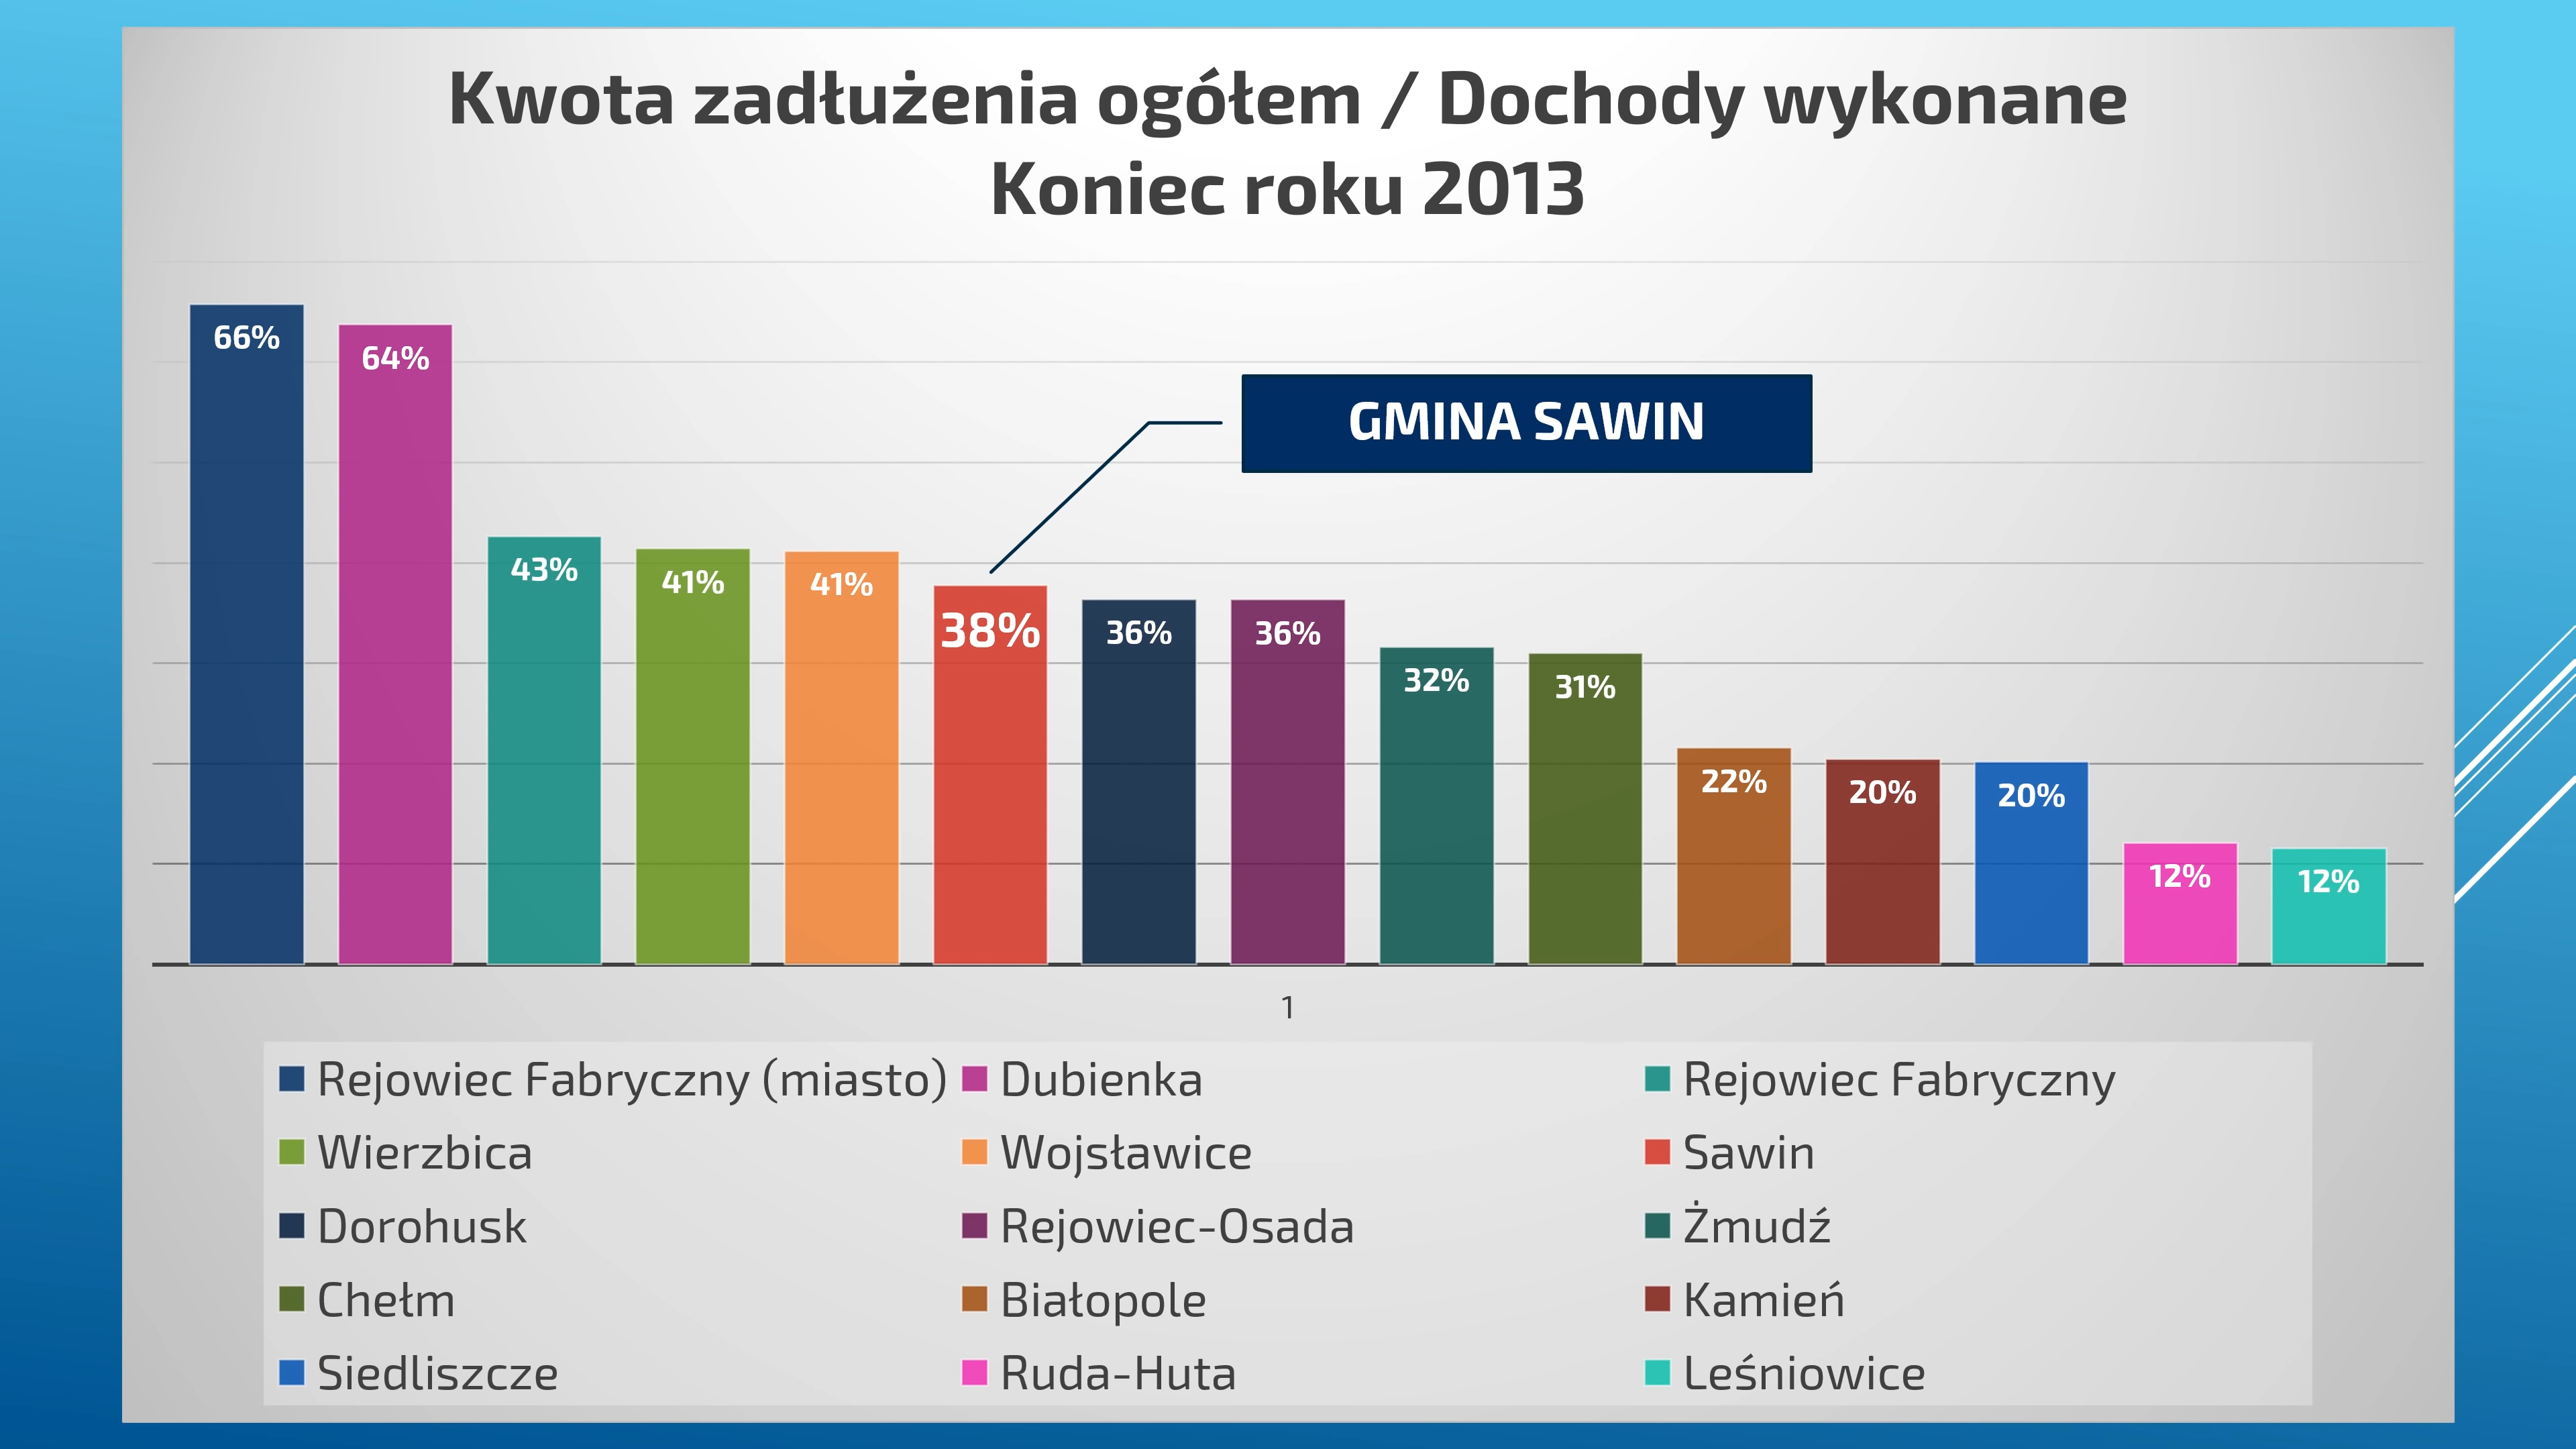 Kwota zadłużenia ogółem / Dochody wykonane
Koniec roku 2013
66%
64%
43%
41%
41%
38%
36%
36%
32%
31%
22%
20%
20%
12%
12%
GMINA SAWIN
1
Rejowiec Fabryczny (miasto)
Dubienka
Rejowiec Fabryczny
Wierzbica
Wojsławice
Sawin
Dorohusk
Rejowiec-Osada
Żmudź
Chełm
Białopole
Kamień
Siedliszcze
Ruda-Huta
Leśniowice